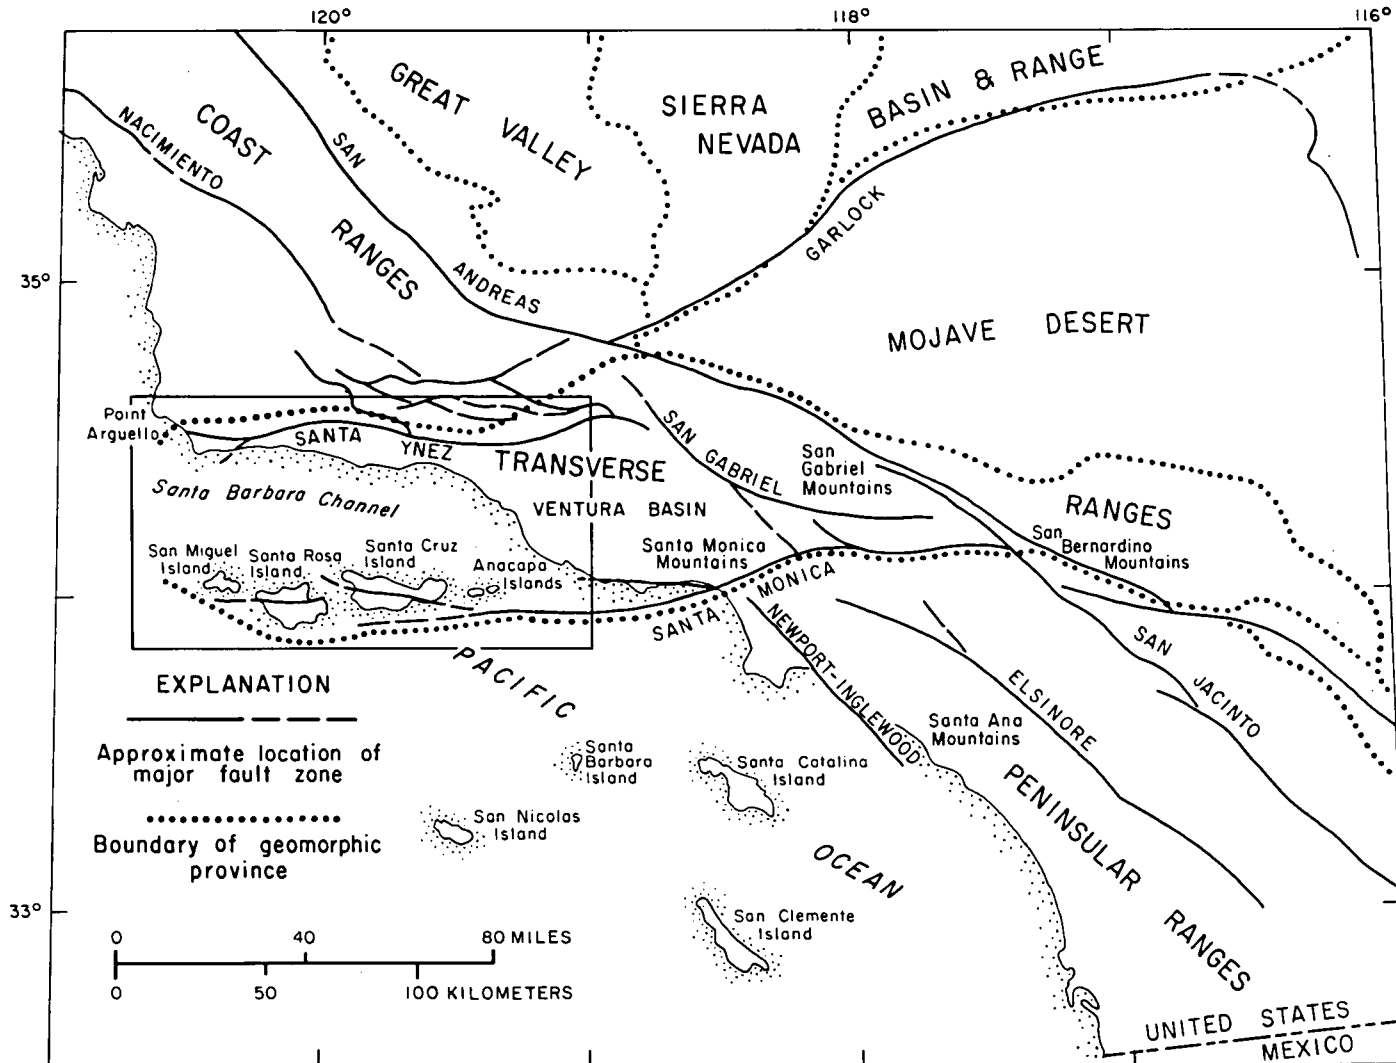 120°
118°
116°
GREAT
VALLEY
SIERRA
NEVADA
BASIN & RANGE
COAST
RANGES
NACIMIENTO
SAN
ANDREAS
GARLOCK
35°
MOJAVE DESERT
Point
Arguello
SANTA
YNEZ
TRANSVERSE
RANGES
SAN GABRIEL
San
Gabriel
Mountains
Santa Barbara Channel
VENTURA BASIN
San Miguel
Island
Santa Rosa
Island
Santa Cruz
Island
Anacapa
Islands
Santa Monica
Mountains
San
Bernardino
Mountains
SANTA
MONICA
NEWPORT-INGLEWOOD
ELSINORE
SAN
JACINTO
PACIFIC
OCEAN
Santa Ana
Mountains
PENINSULAR
RANGES
Santa
Barbara
Island
Santa Catalina
Island
San Nicolas
Island
San Clemente
Island
EXPLANATION
Approximate location of
major fault zone
Boundary of geomorphic
province
33°
0 40 80 MILES
0 50 100 KILOMETERS
UNITED STATES
MEXICO